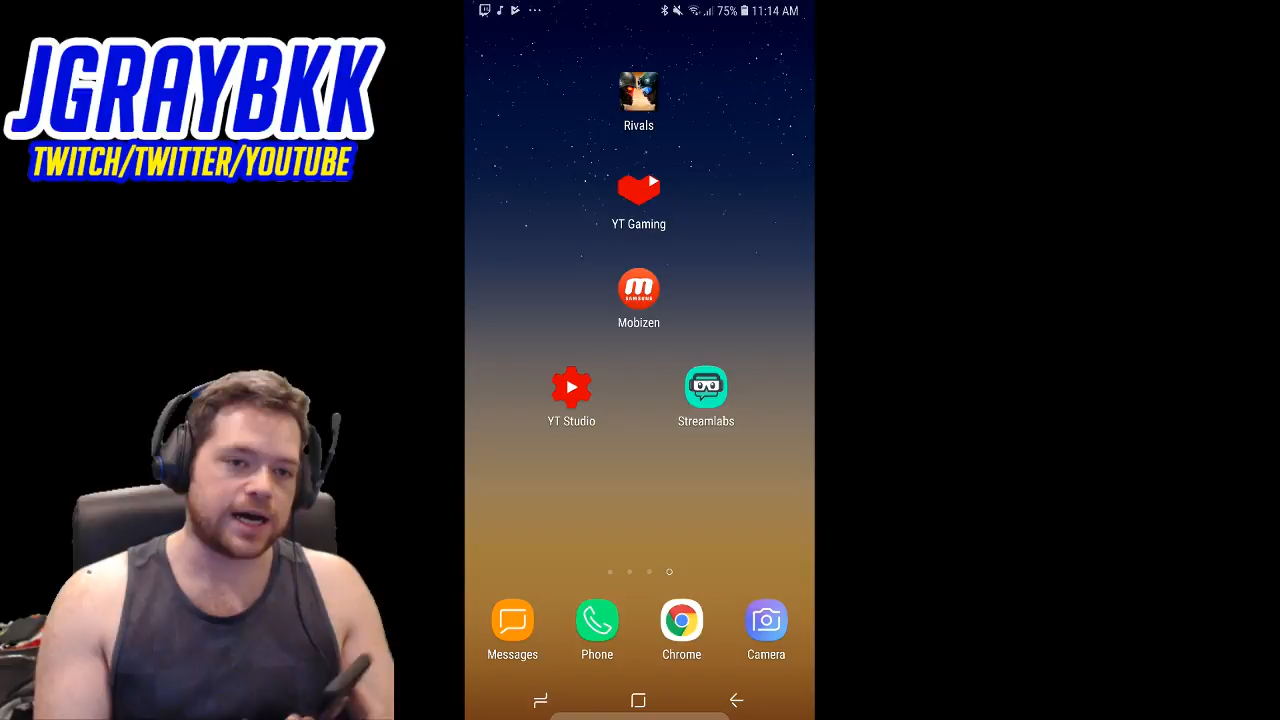 JGRAYBKK
TWITCH/TWITTER/YOUTUBE
75% 11:14 AM
Rivals
YT Gaming
m
SAMSUNG
Mobizen
YT Studio
Streamlabs
Messages
Phone
Chrome
Camera